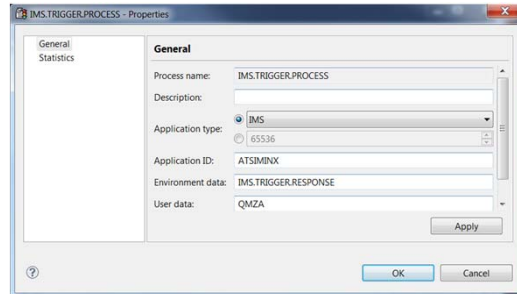 IMS.TRIGGER.PROCESS - Properties
General
Statistics
General
Process name: IMS.TRIGGER.PROCESS
Description:
Application type: IMS
65536
Application ID: ATSIMINX
Environment data: IMS.TRIGGER.RESPONSE
User data: QMZA
Apply
OK Cancel